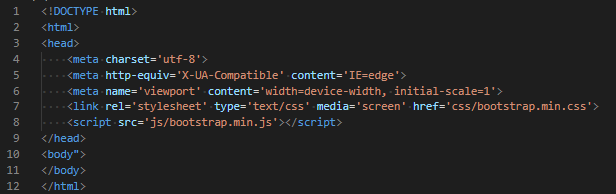 1 <!DOCTYPE html>
2 <html>
3 <head>
4 <meta charset='utf-8'>
5 <meta http-equiv='X-UA-Compatible' content='IE=edge'>
6 <meta name='viewport' content='width=device-width, initial-scale=1'>
7 <link rel='stylesheet' type='text/css' media='screen' href='css/bootstrap.min.css'>
8 <script src='js/bootstrap.min.js'></script>
9 </head>
10 <body">
11 </body>
12 </html>